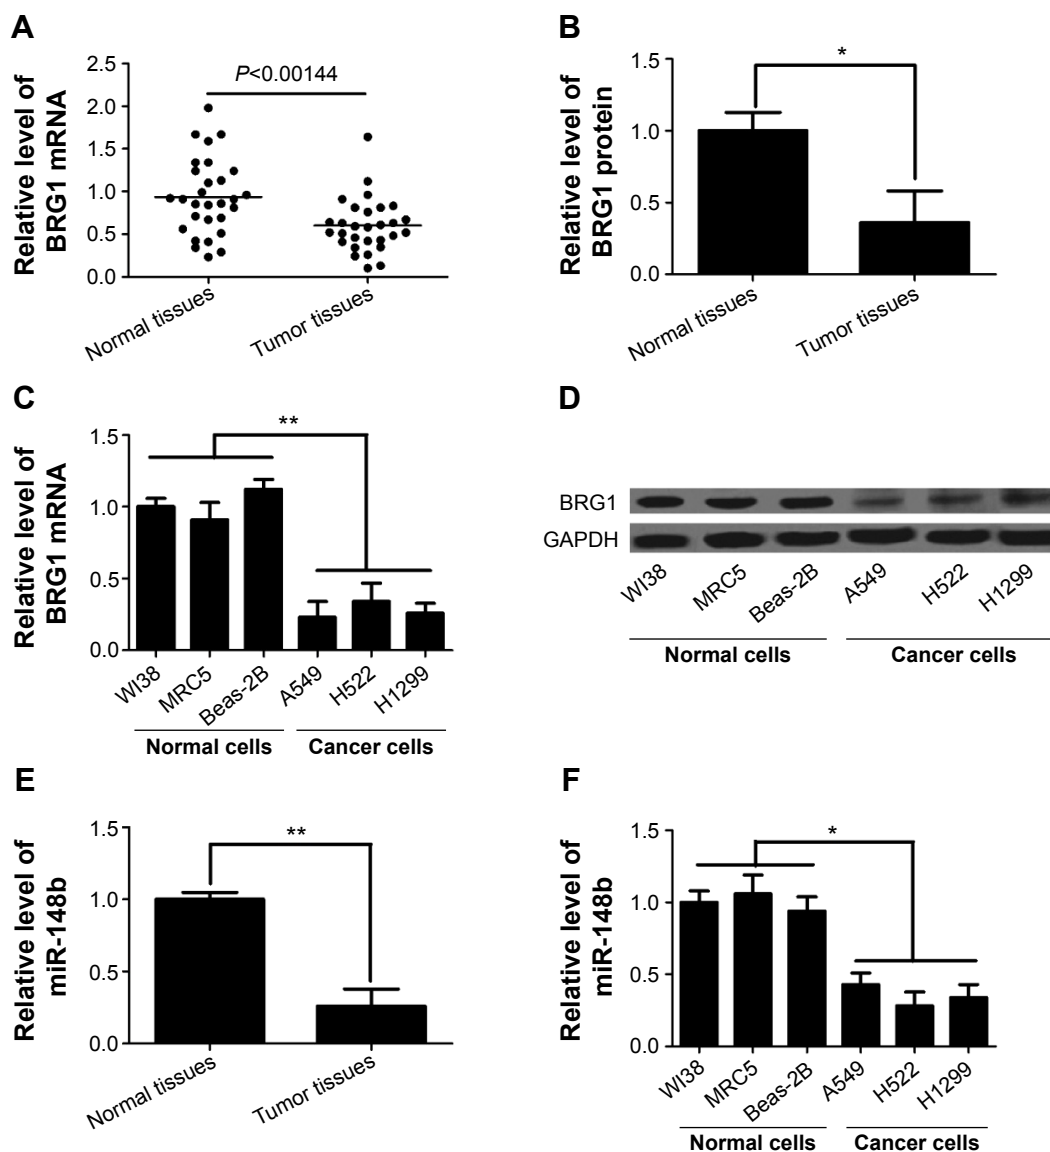 A
Relative level of
BRG1 mRNA
2.5
2.0
1.5
1.0
0.5
0.0
P<0.00144
Normal tissues
Tumor tissues
B
Relative level of
BRG1 protein
1.5
1.0
0.5
0.0
*
Normal tissues
Tumor tissues
C
Relative level of
BRG1 mRNA
1.5
1.0
0.5
0.0
**
WI38
MRC5
Beas-2B
A549
H522
H1299
Normal cells
Cancer cells
D
BRG1
GAPDH
WI38
MRC5
Beas-2B
A549
H522
H1299
Normal cells
Cancer cells
E
Relative level of
miR-148b
1.5
1.0
0.5
0.0
**
Normal tissues
Tumor tissues
F
Relative level of
miR-148b
1.5
1.0
0.5
0.0
*
WI38
MRC5
Beas-2B
A549
H522
H1299
Normal cells
Cancer cells